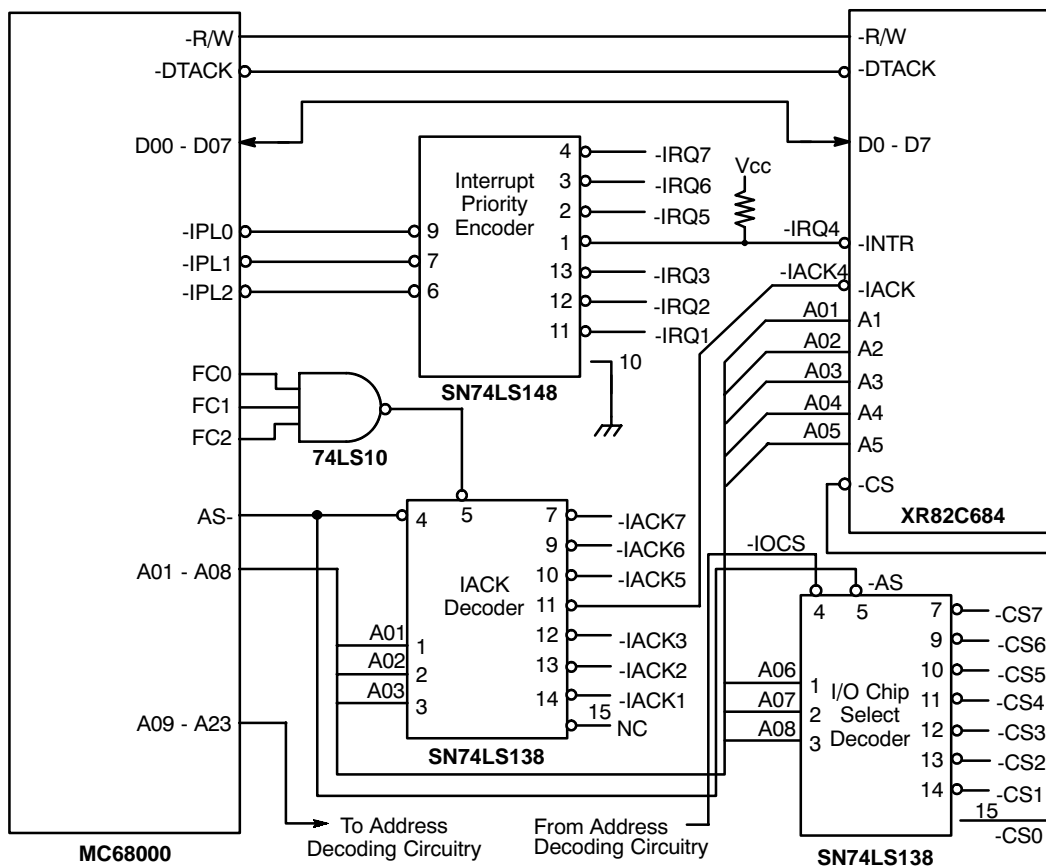 -R/W
-DTACK
D00 - D07
-IPL0
-IPL1
-IPL2
FC0
FC1
FC2
AS-
A01 - A08
A09 - A23
MC68000
Interrupt
Priority
Encoder
9
7
6
4
3
2
1
13
12
11
10
-IRQ7
-IRQ6
-IRQ5
-IRQ4
-IRQ3
-IRQ2
-IRQ1
SN74LS148
Vcc
74LS10
IACK
Decoder
4
5
A01
A02
A03
1
2
3
7
9
10
11
12
13
14
15
-IACK7
-IACK6
-IACK5
-IACK4
-IACK3
-IACK2
-IACK1
NC
SN74LS138
To Address
Decoding Circuitry
From Address
Decoding Circuitry
-R/W
-DTACK
D0 - D7
-INTR
-IACK
A01
A1
A02
A2
A03
A3
A04
A4
A05
A5
-CS
XR82C684
-IOCS
-AS
4
5
A06
A07
A08
1
2
3
I/O Chip
Select
Decoder
7
9
10
11
12
13
14
15
-CS7
-CS6
-CS5
-CS4
-CS3
-CS2
-CS1
-CS0
SN74LS138